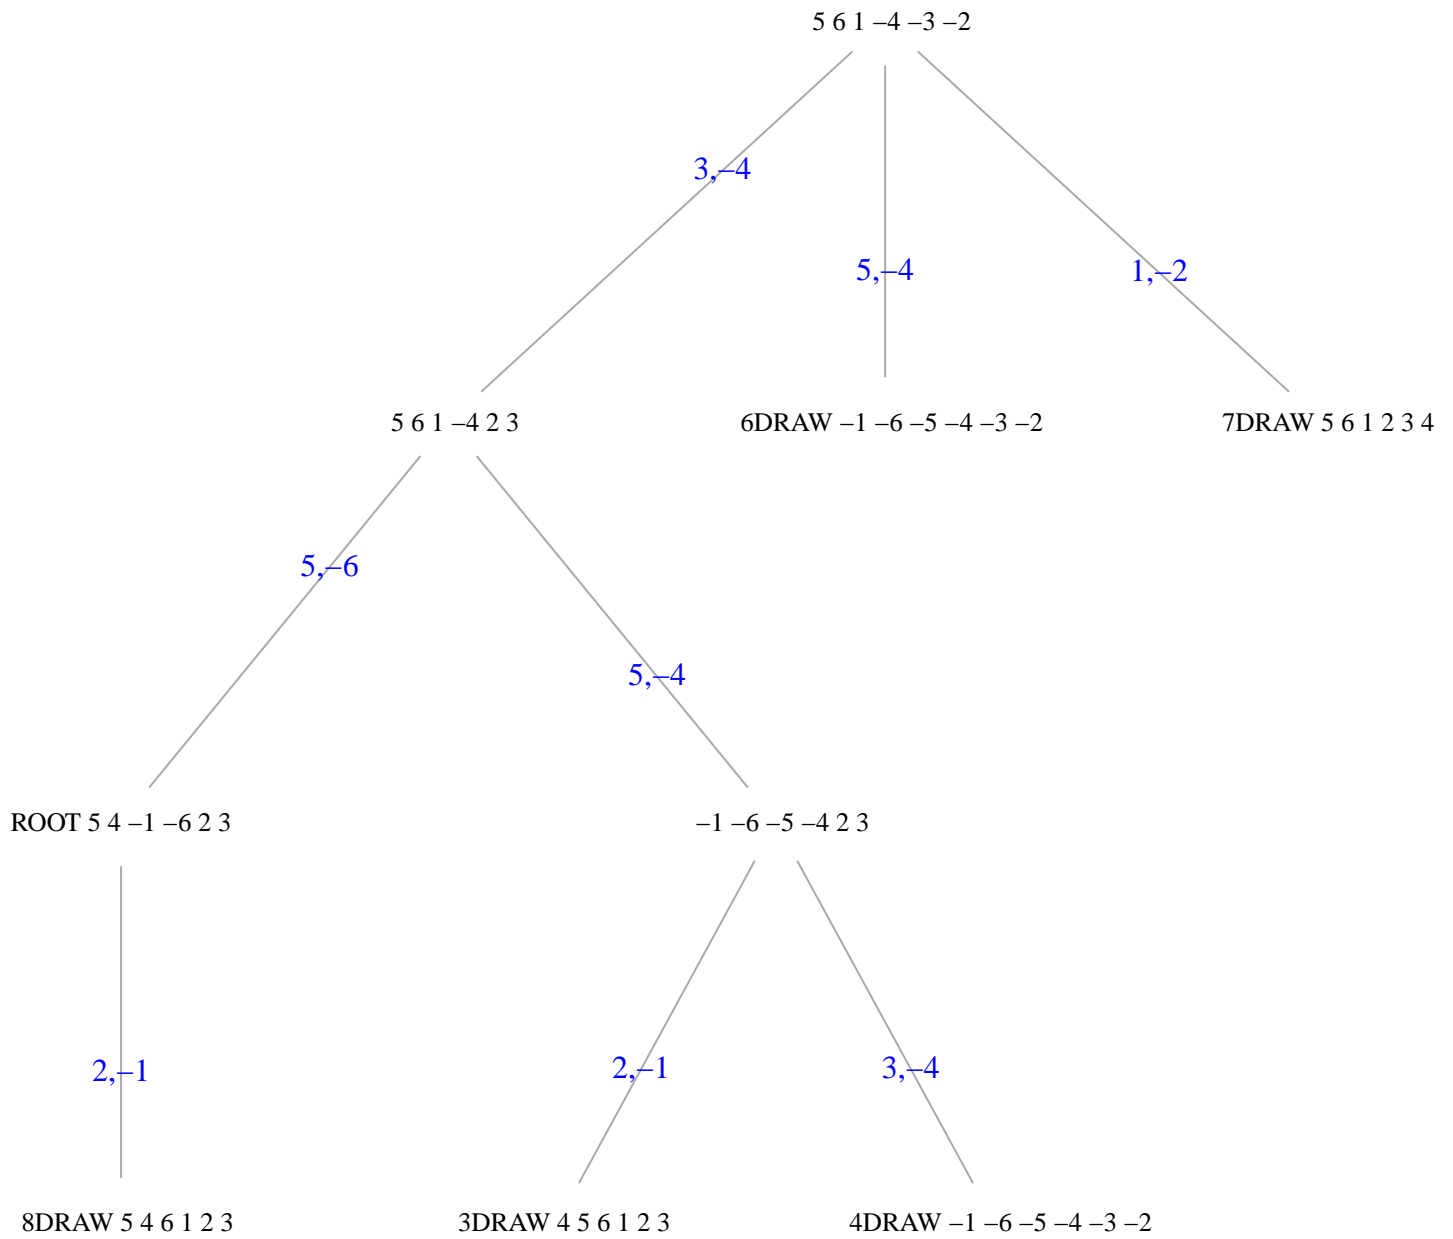 5 6 1 –4 –3 –2
3,–4
5,–4
1,–2
5 6 1 –4 2 3
6DRAW –1 –6 –5 –4 –3 –2
7DRAW 5 6 1 2 3 4
5,–6
5,–4
ROOT 5 4 –1 –6 2 3
–1 –6 –5 –4 2 3
2,–1
2,–1
3,–4
8DRAW 5 4 6 1 2 3
3DRAW 4 5 6 1 2 3
4DRAW –1 –6 –5 –4 –3 –2